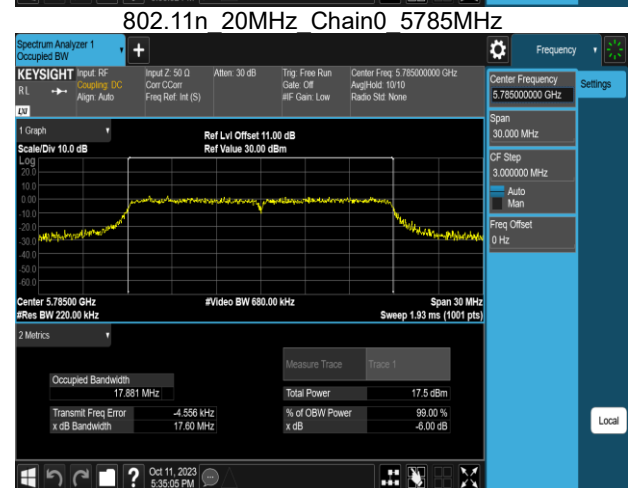 802.11n_20MHz_Chain0_5785MHz
Spectrum Analyzer 1
Occupied BW
+
Frequency
KEYSIGHT
RL
LXI
Input: RF
Coupling: DC
Align: Auto
Input Z: 50 Ω
Corr CCorr
Freq Ref: Int (S)
Atten: 30 dB
Trig: Free Run
Gate: Off
#IF Gain: Low
Center Freq: 5.785000000 GHz
Avg|Hold: 10/10
Radio Std: None
Center Frequency
5.785000000 GHz
Settings
Span
30.000 MHz
CF Step
3.000000 MHz
Auto
Man
Freq Offset
0 Hz
Local
1 Graph
Scale/Div 10.0 dB
Ref Lvl Offset 11.00 dB
Ref Value 30.00 dBm
Log
20.0
10.0
0.00
-10.0
-20.0
-30.0
-40.0
-50.0
-60.0
Center 5.78500 GHz
#Res BW 220.00 kHz
#Video BW 680.00 kHz
Span 30 MHz
Sweep 1.93 ms (1001 pts)
2 Metrics
Measure Trace
Trace 1
Occupied Bandwidth
17.881 MHz
Total Power
17.5 dBm
Transmit Freq Error
-4.556 kHz
% of OBW Power
99.00 %
x dB Bandwidth
17.60 MHz
x dB
-6.00 dB
?
Oct 11, 2023
5:35:05 PM